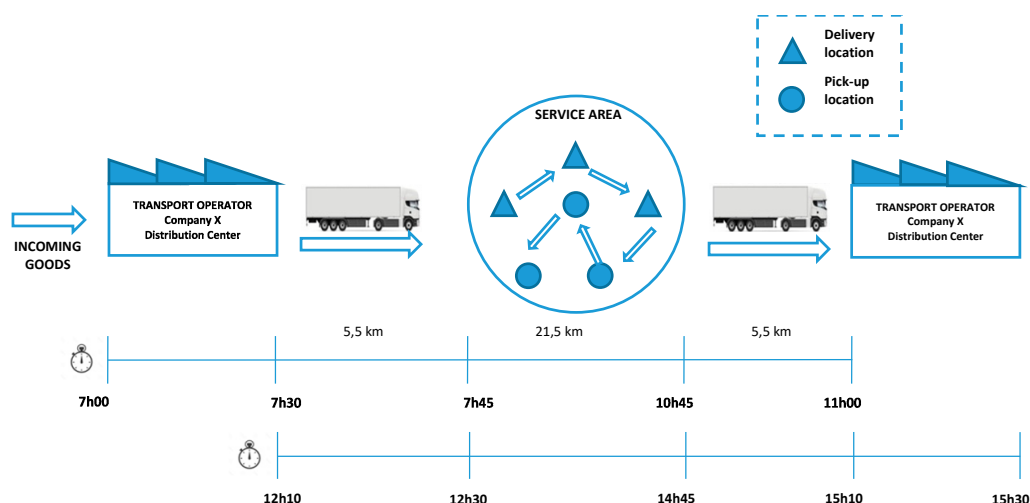 Delivery
location
Pick-up
location
SERVICE AREA
TRANSPORT OPERATOR
Company X
Distribution Center
TRANSPORT OPERATOR
Company X
Distribution Center
INCOMING
GOODS
5,5 km
21,5 km
5,5 km
7h00
7h30
7h45
10h45
11h00
12h10
12h30
14h45
15h10
15h30